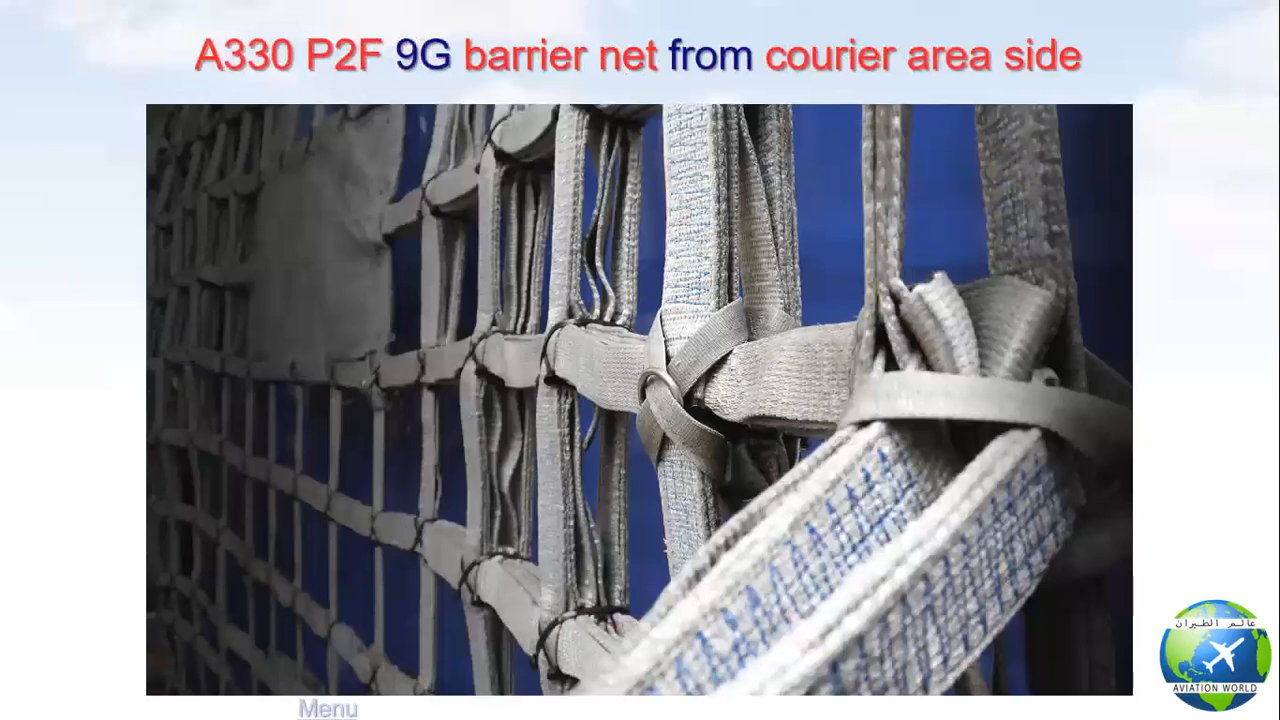 A330 P2F 9G barrier net from courier area side
عالم الطيران
AVIATION WORLD
Menu